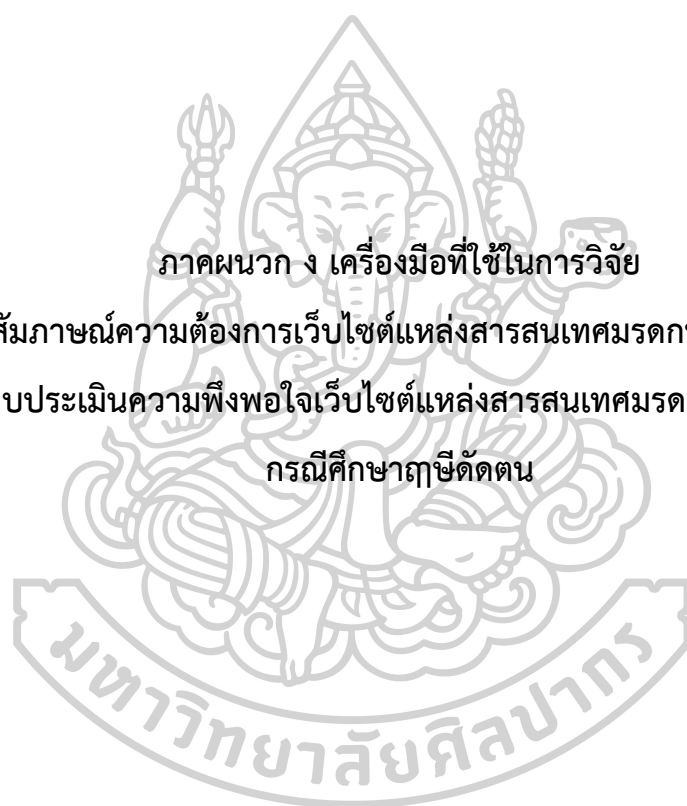 ภาคผนวก ง เครื่องมือที่ใช้ในการวิจัย
สัมภาษณ์ความต้องการเว็บไซต์แหล่งสารสนเทศมรดก
ประเมินความพึงพอใจเว็บไซต์แหล่งสารสนเทศมรด
กรณีศึกษาฤๅษีดัดตน
มหาวิทยาลัยศิลปากร